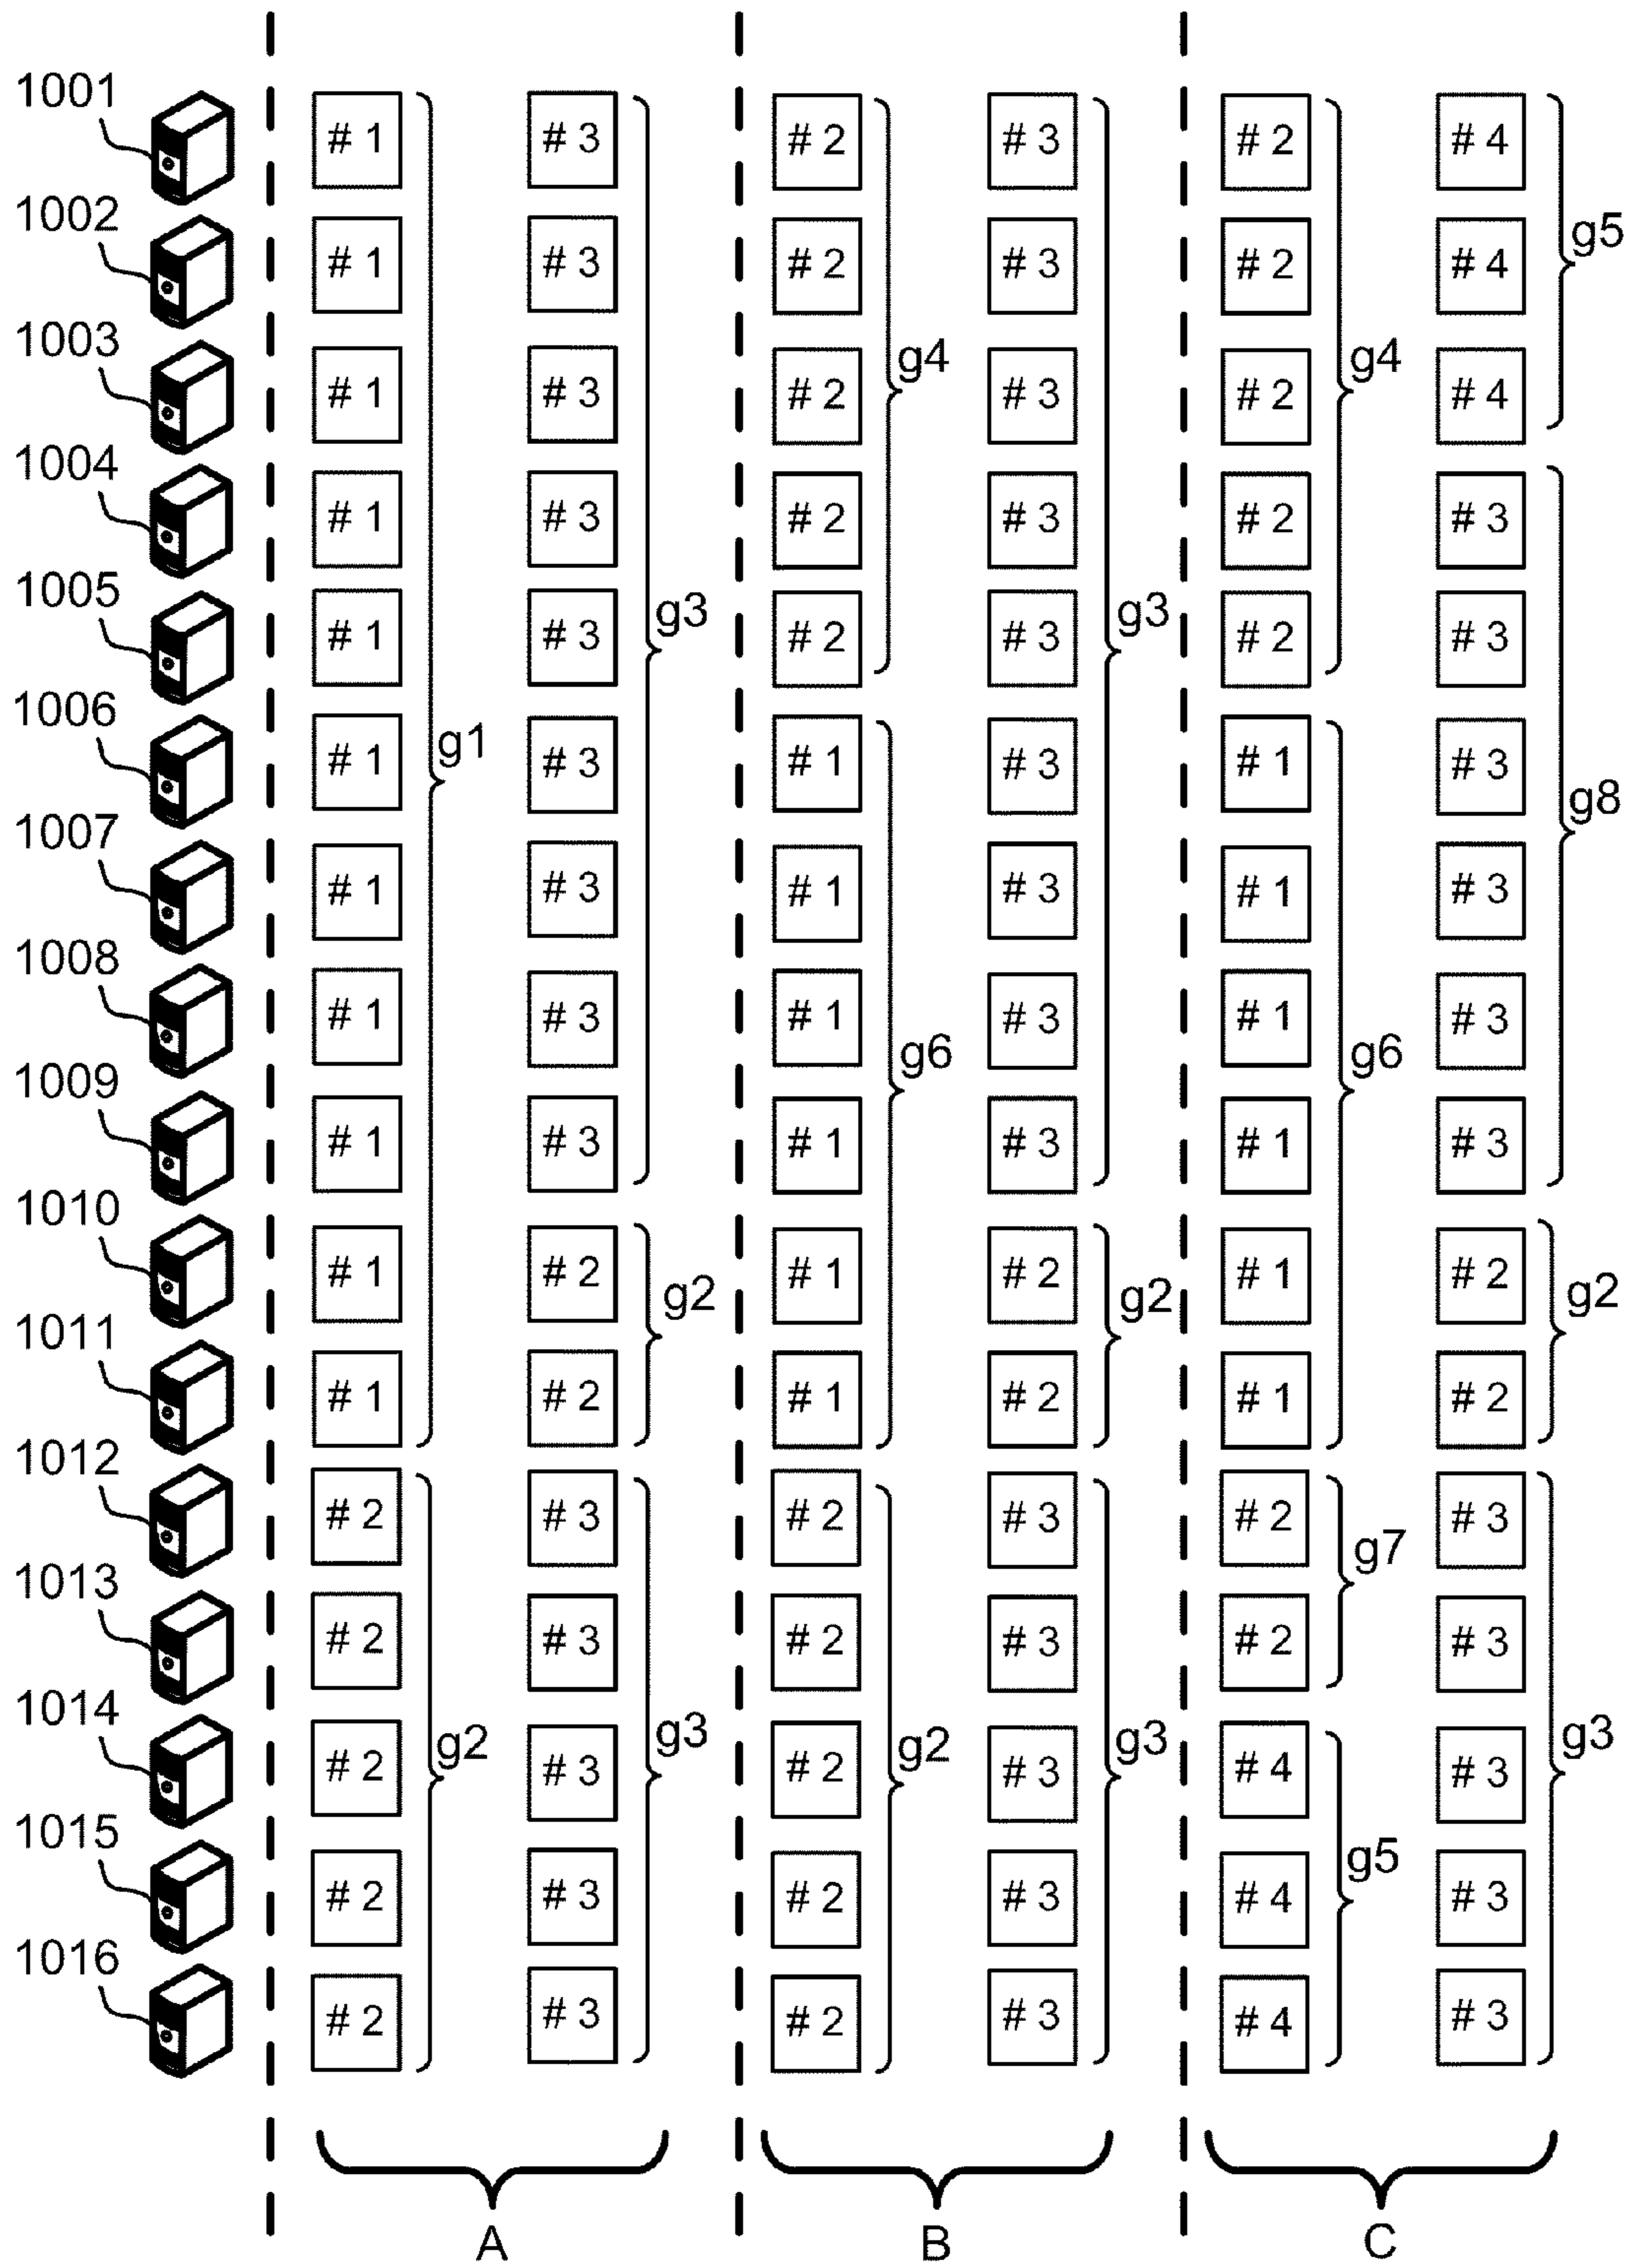 1001 # 1 # 3 # 2 # 3 # 2 # 4
1002 # 1 # 3 # 2 # 3 # 2 # 4 g5
1003 # 1 # 3 # 2 g4 # 3 # 2 g4 # 4
1004 # 1 # 3 # 2 # 3 # 2 # 3
1005 # 1 # 3 g3 # 2 # 3 g3 # 2 # 3
1006 # 1 g1 # 3 # 1 # 3 # 1 # 3 g8
1007 # 1 # 3 # 1 # 3 # 1 # 3
1008 # 1 # 3 # 1 g6 # 3 # 1 g6 # 3
1009 # 1 # 3 # 1 # 3 # 1 # 3
1010 # 1 # 2 g2 # 1 # 2 g2 # 1 # 2 g2
1011 # 1 # 2 # 1 # 2 # 1 # 2
1012 # 2 # 3 # 2 # 3 # 2 g7 # 3
1013 # 2 # 3 # 2 # 3 # 2 # 3
1014 # 2 g2 # 3 g3 # 2 g2 # 3 g3 # 4 # 3 g3
1015 # 2 # 3 # 2 # 3 # 4 g5 # 3
1016 # 2 # 3 # 2 # 3 # 4 # 3
A B C